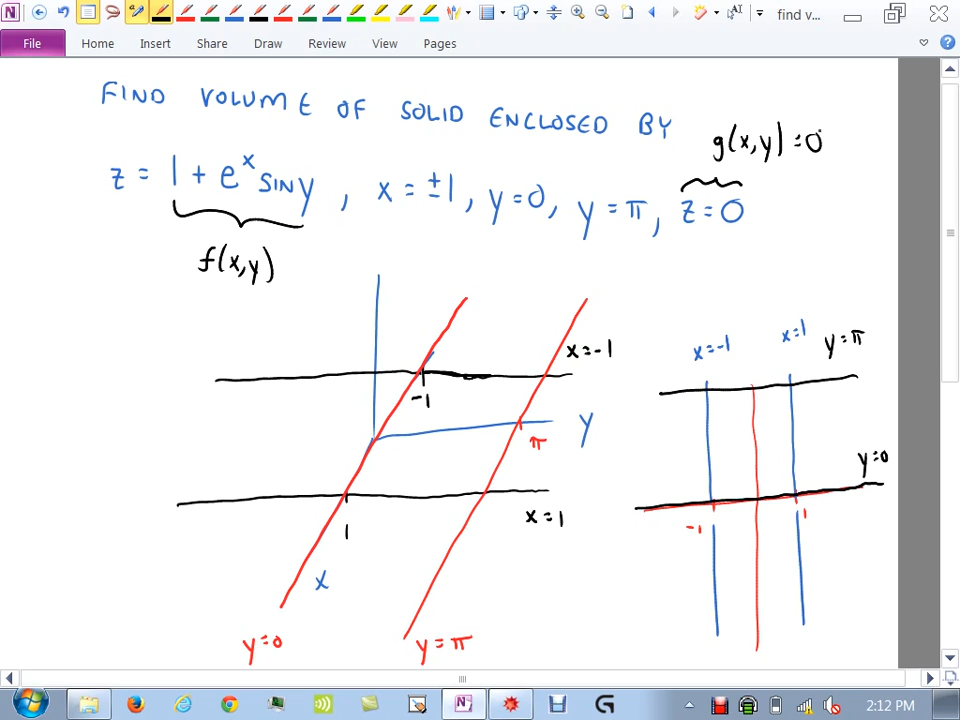 find v...
File Home Insert Share Draw Review View Pages
FIND VOLUME OF SOLID ENCLOSED BY
g(x,y)=0
z = 1 + e^x SIN y , x = ±1, y=0, y=π, z=0
f(x,y)
x=-1
-1
y
π
x=1
1
x
y=0
y=π
x=-1
x=1
y=π
y=0
-1
1
2:12 PM